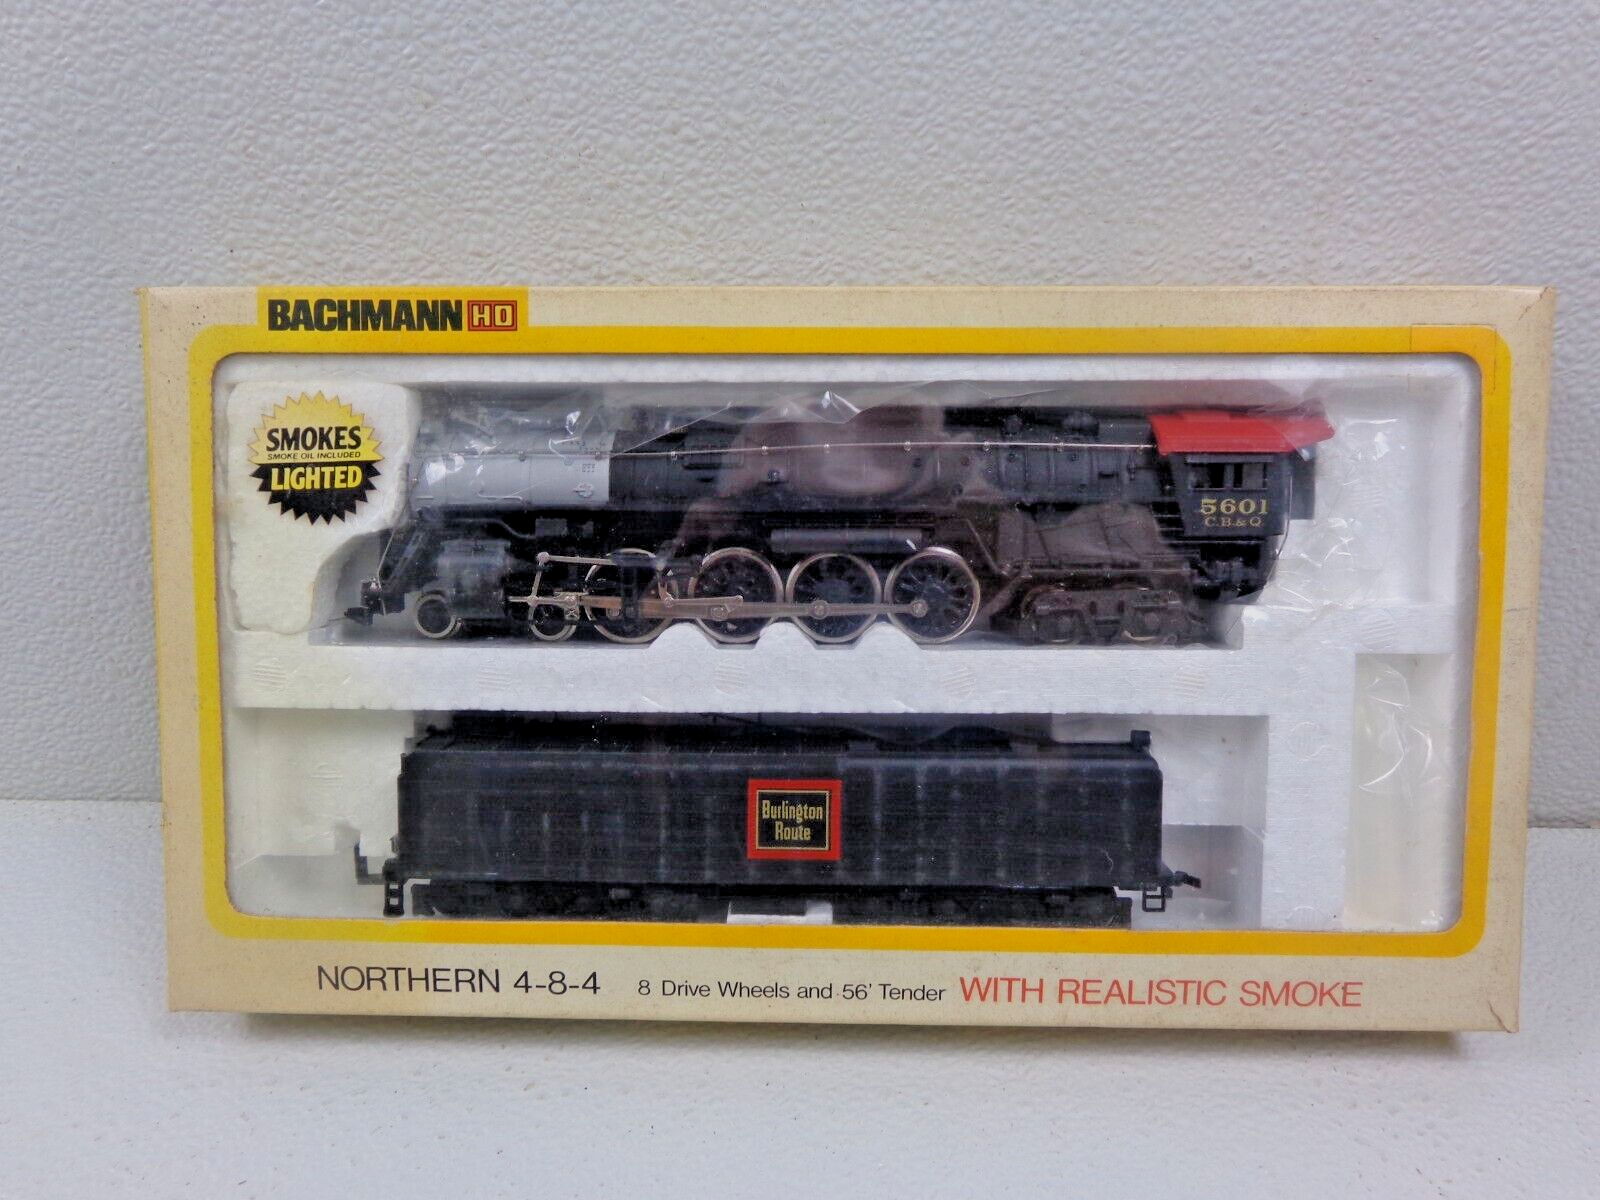 BACHMANN HO
SMOKES
SMOKE OIL INCLUDED
LIGHTED
5601
C.B.& Q.
Burlington
Route
NORTHERN 4-8-4 8 Drive Wheels and 56' Tender WITH REALISTIC SMOKE